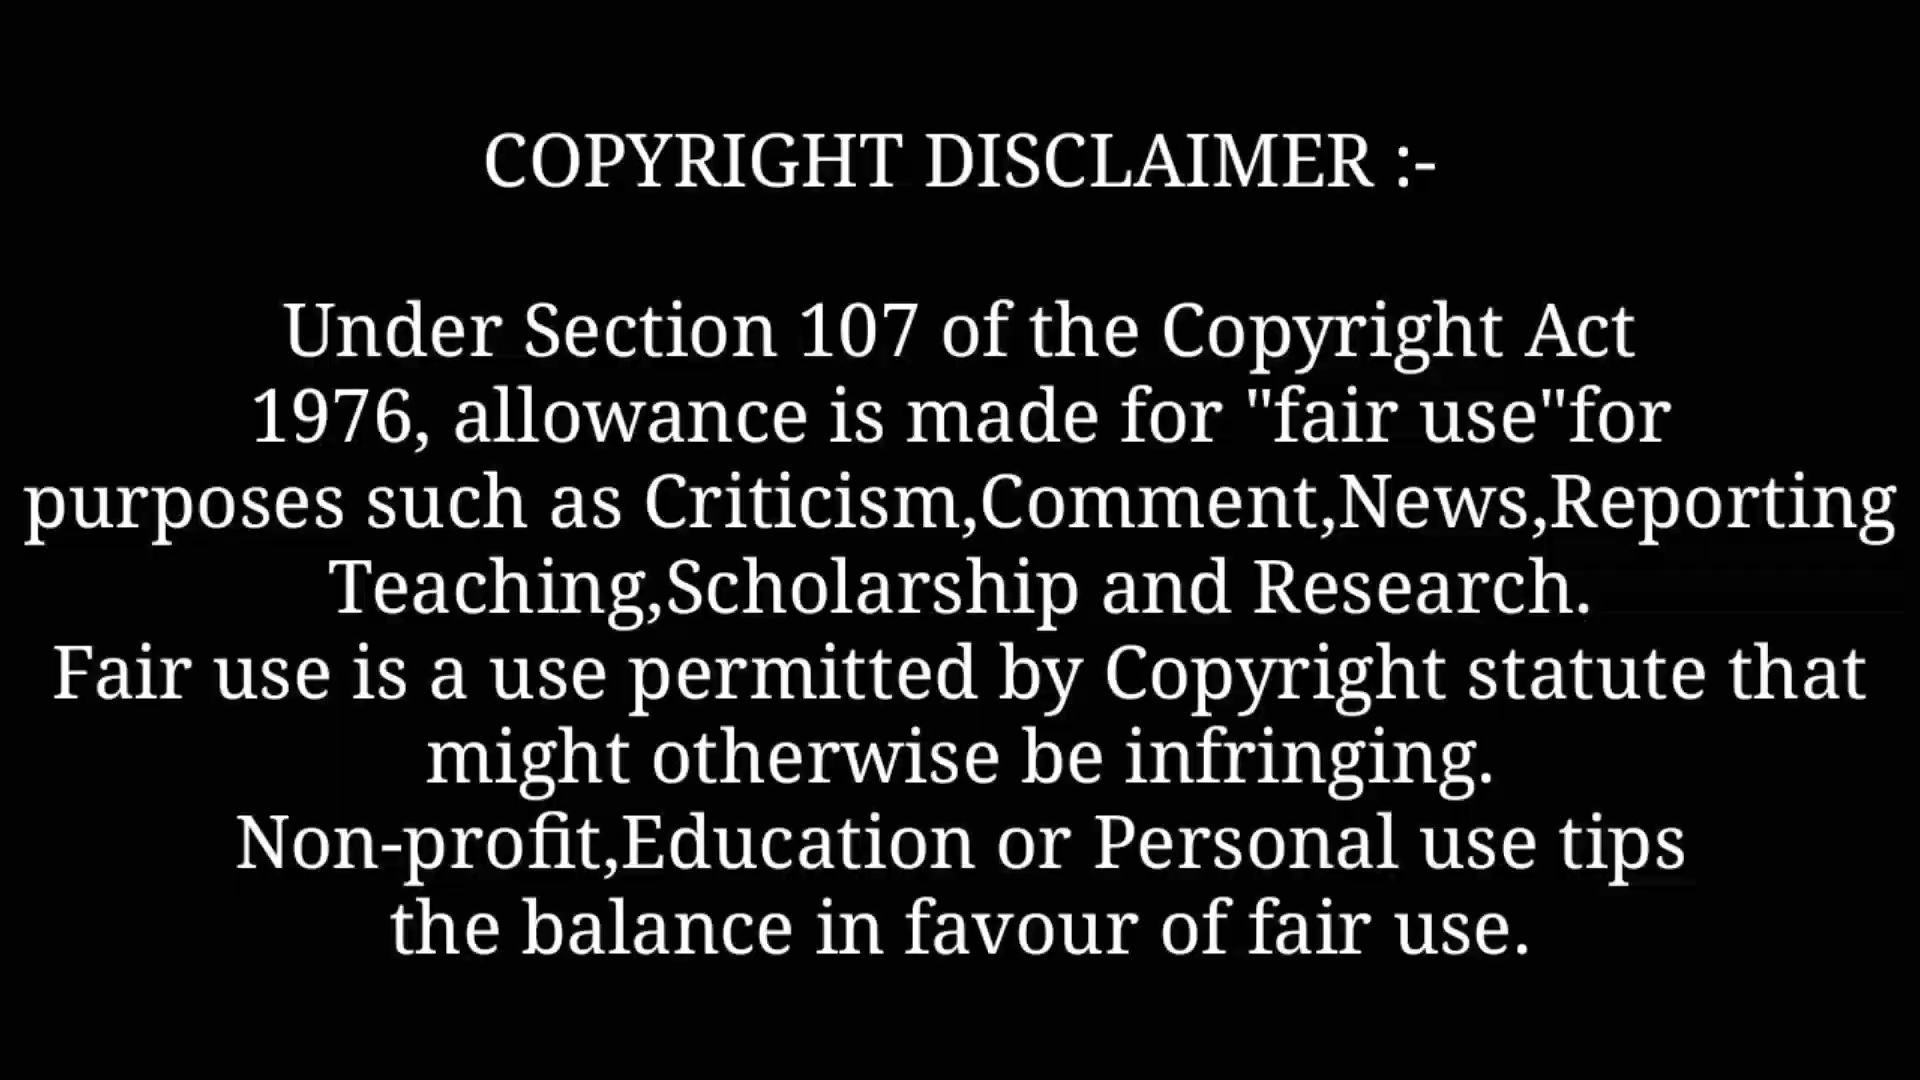 COPYRIGHT DISCLAIMER :-
Under Section 107 of the Copyright Act
1976, allowance is made for "fair use"for
purposes such as Criticism,Comment,News,Reporting
Teaching,Scholarship and Research.
Fair use is a use permitted by Copyright statute that
might otherwise be infringing.
Non-profit,Education or Personal use tips
the balance in favour of fair use.